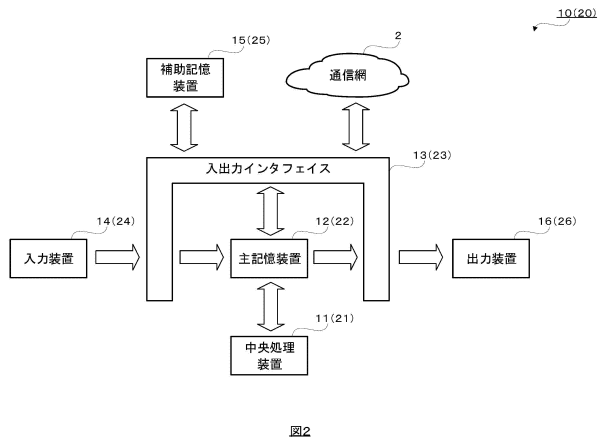 10(20)
15(25)
2
補助記憶
装置
通信網
13(23)
入出力インタフェイス
14(24)
12(22)
16(26)
入力装置
主記憶装置
出力装置
11(21)
中央処理
装置
図2